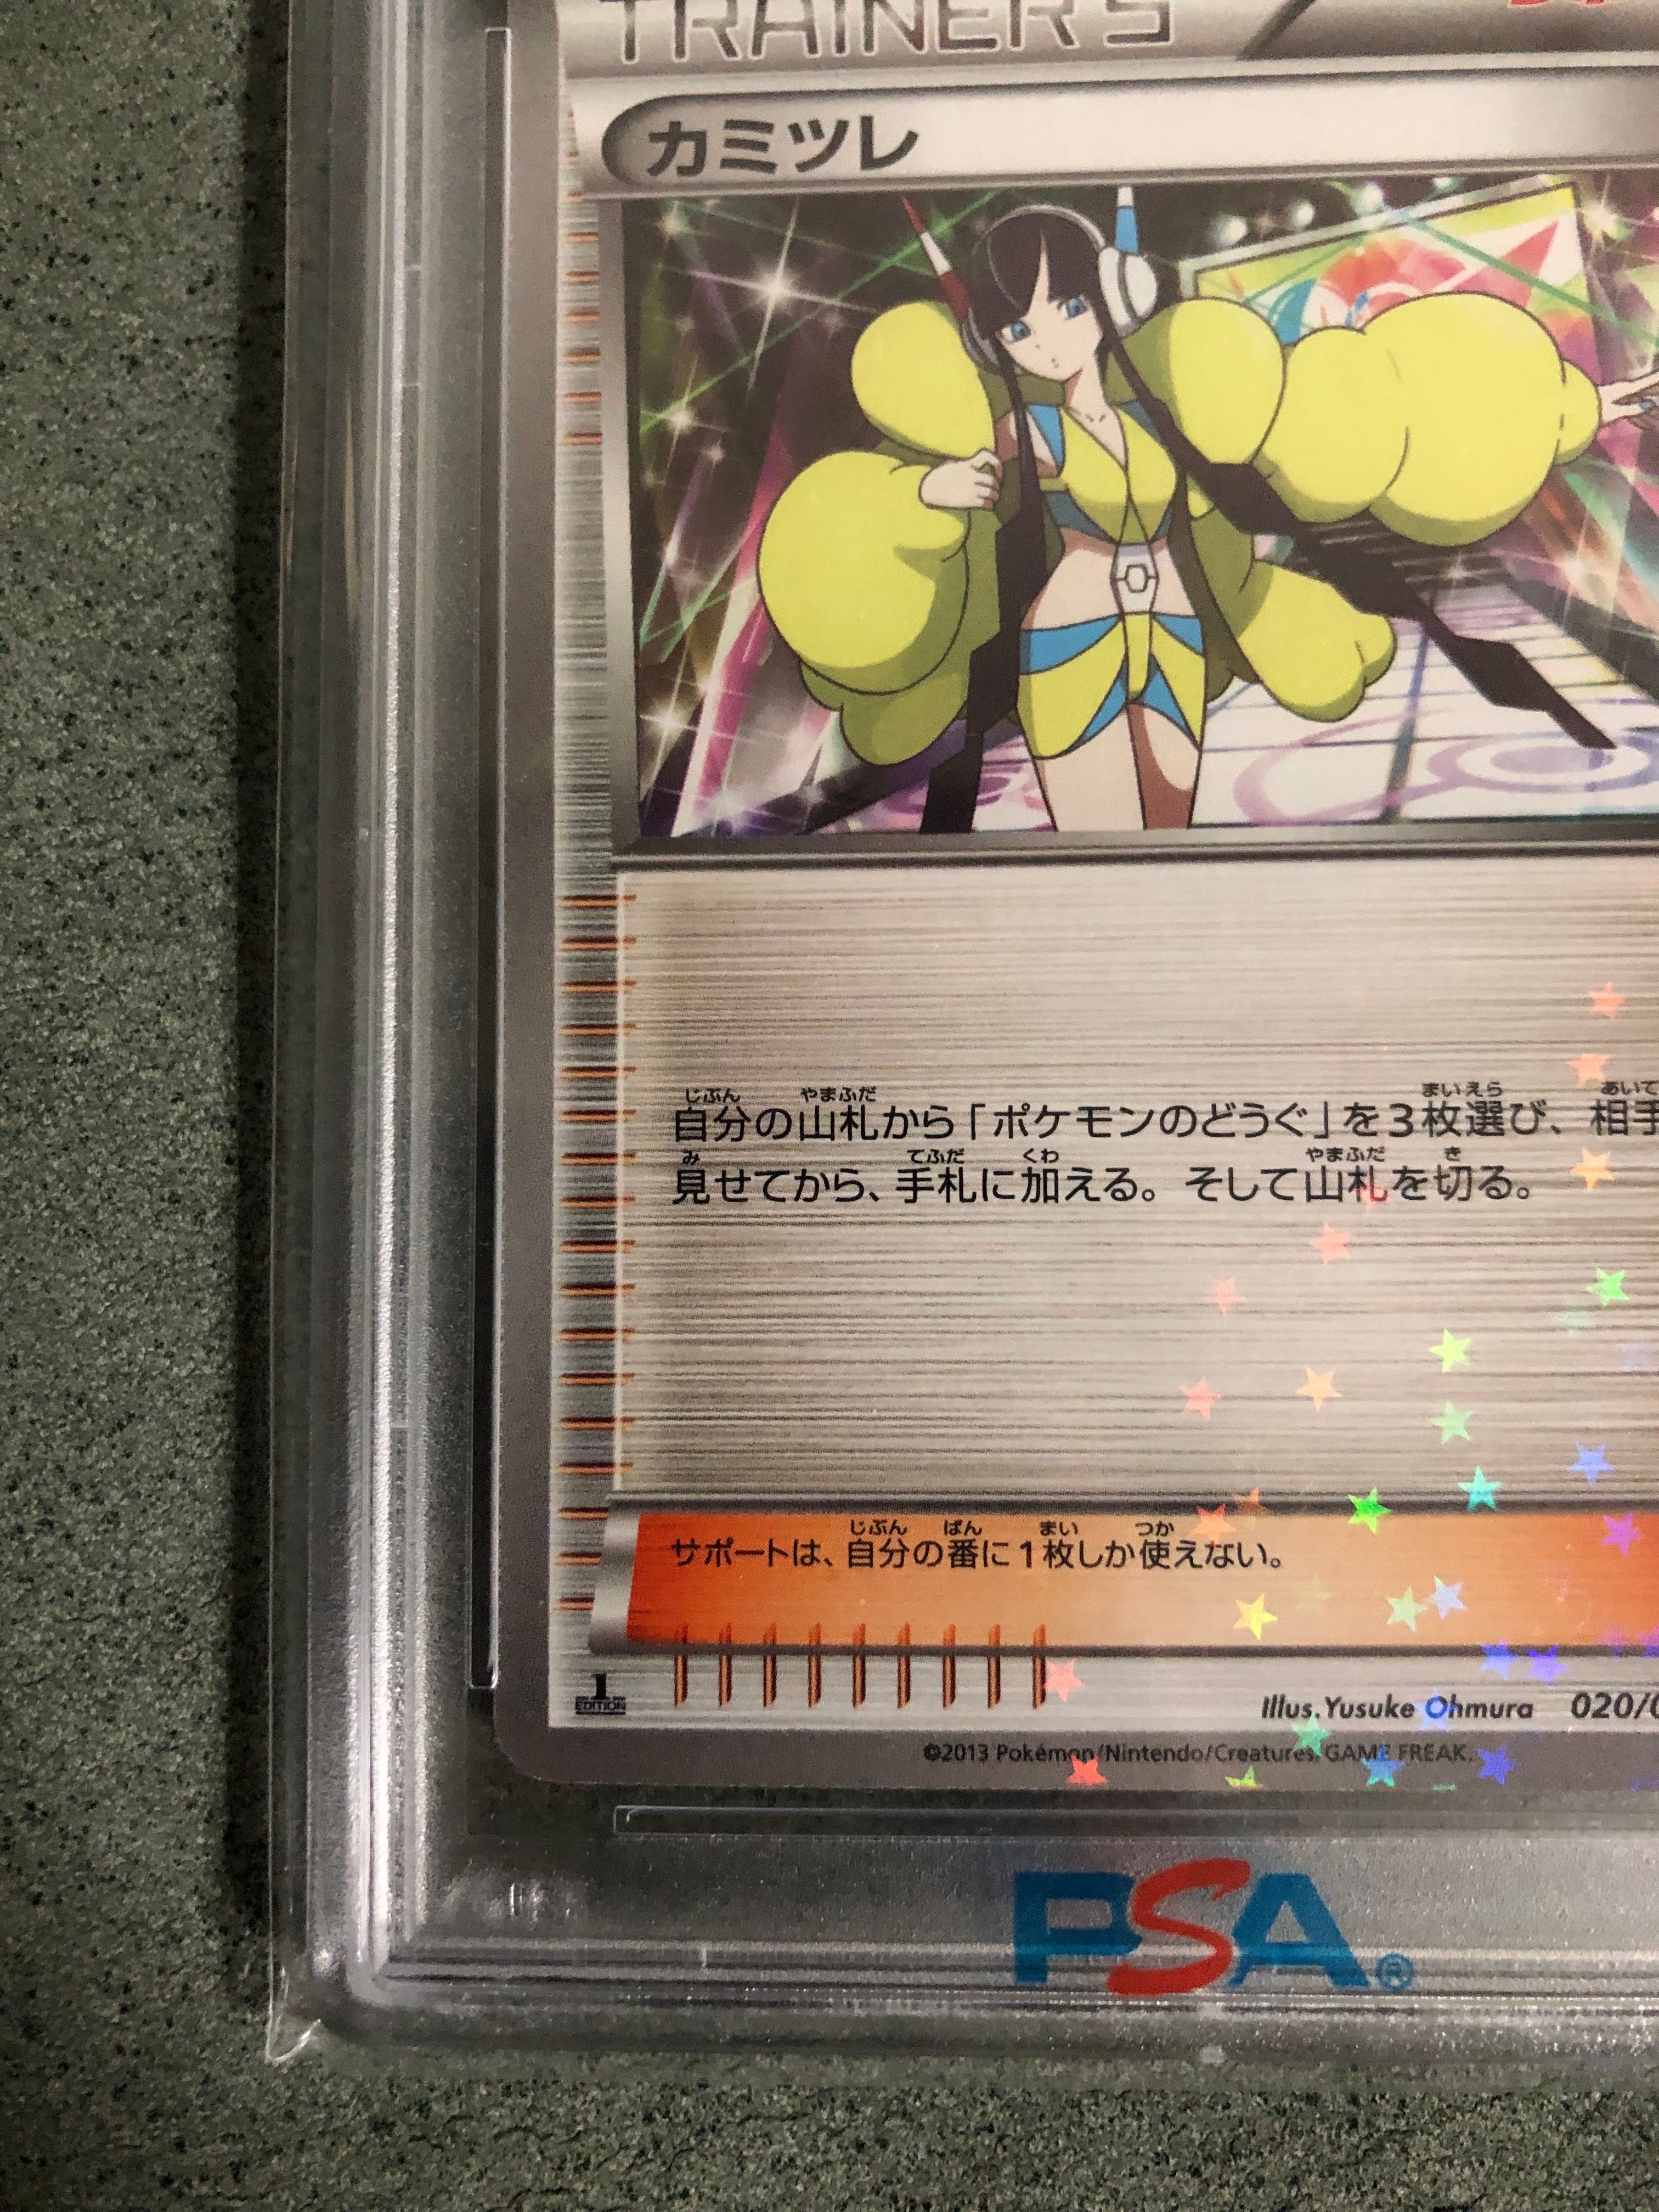 TRAINER'S
カミツレ
自分の山札から「ポケモンのどうぐ」を3枚選び、相手
見せてから、手札に加える。そして山札を切る。
サポートは、自分の番に1枚しか使えない。
1 EDITION
Illus. Yusuke Ohmura 020/0
©2013 Pokémon/Nintendo/Creatures/GAME FREAK.
PSA®